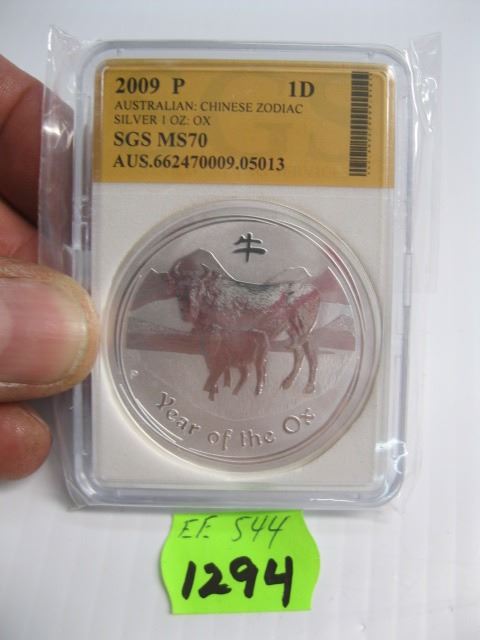 2009 P 1D
AUSTRALIAN: CHINESE ZODIAC
SILVER 1 OZ: OX
SGS MS70
AUS.662470009.05013
牛
P
Year of the Ox
EE 544
1294